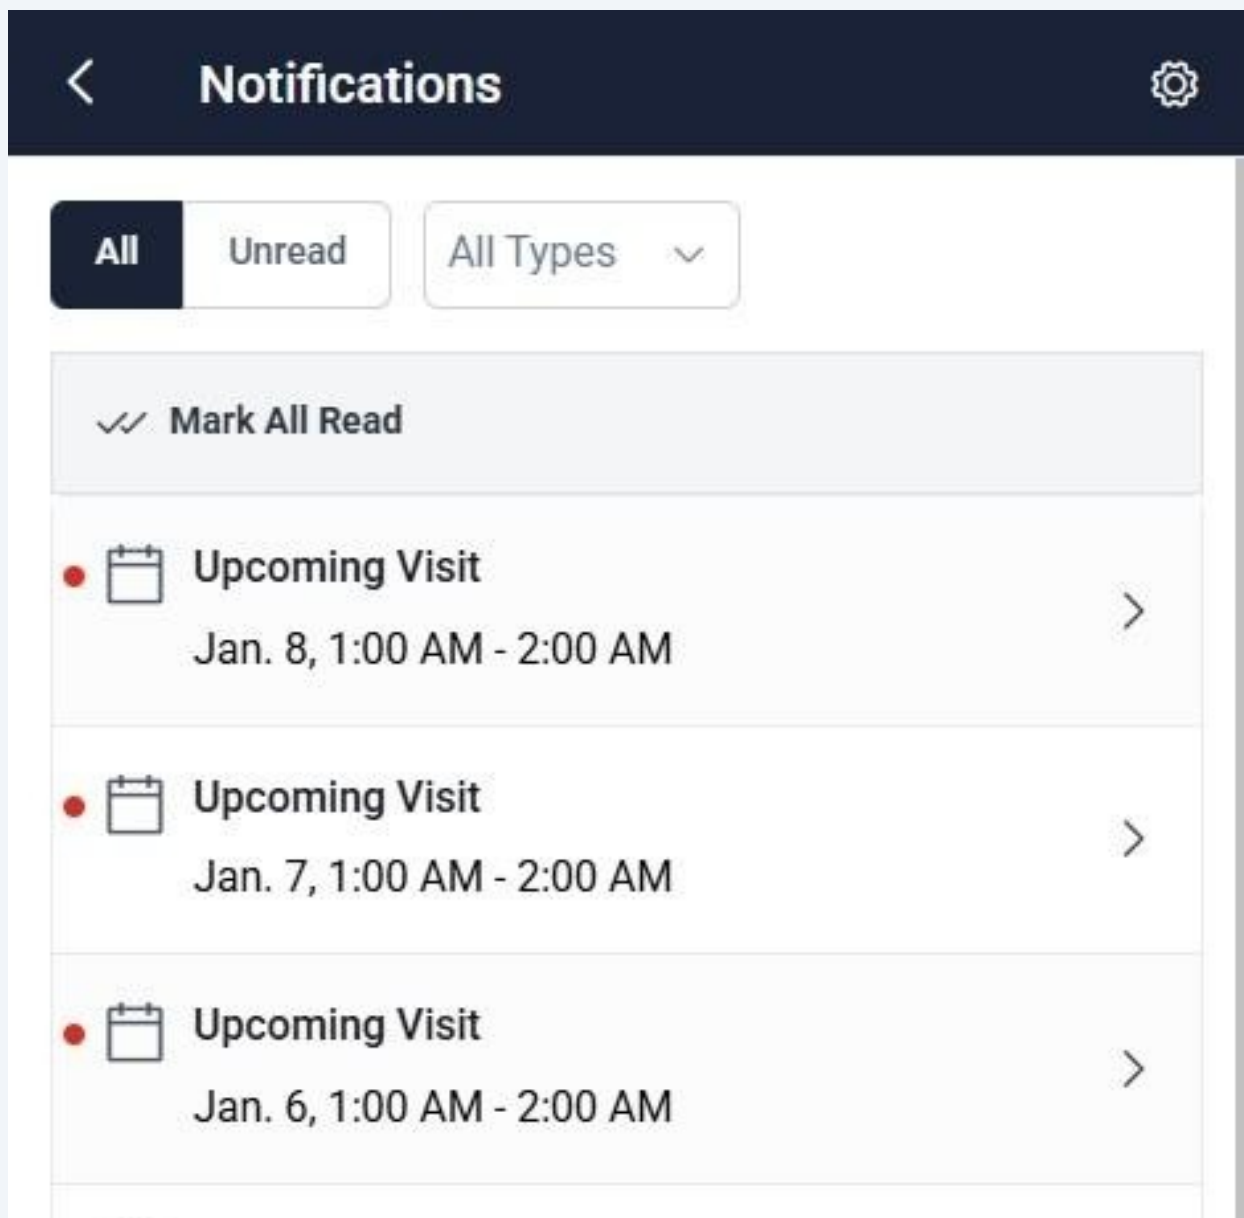 Notifications
All Unread All Types
Mark All Read
Upcoming Visit
Jan. 8, 1:00 AM - 2:00 AM
Upcoming Visit
Jan. 7, 1:00 AM - 2:00 AM
Upcoming Visit
Jan. 6, 1:00 AM - 2:00 AM